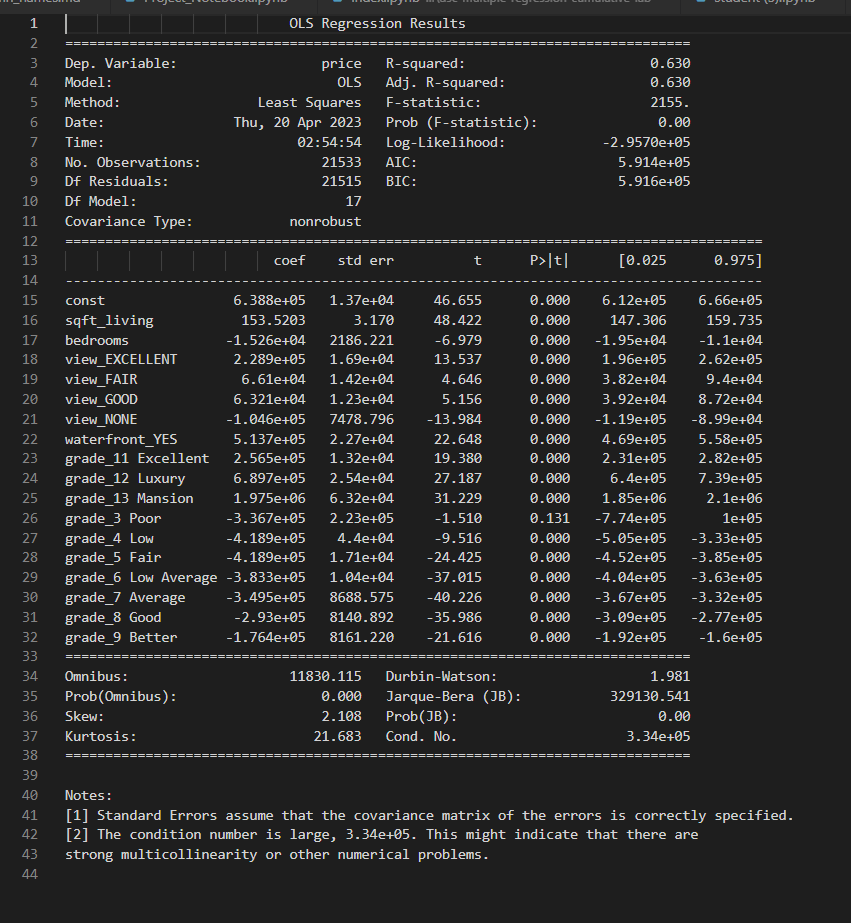 1 OLS Regression Results
2 ==============================================================================
3 Dep. Variable: price R-squared: 0.630
4 Model: OLS Adj. R-squared: 0.630
5 Method: Least Squares F-statistic: 2155.
6 Date: Thu, 20 Apr 2023 Prob (F-statistic): 0.00
7 Time: 02:54:54 Log-Likelihood: -2.9570e+05
8 No. Observations: 21533 AIC: 5.914e+05
9 Df Residuals: 21515 BIC: 5.916e+05
10 Df Model: 17
11 Covariance Type: nonrobust
12 =======================================================================================
13 coef std err t P>|t| [0.025 0.975]
14 ---------------------------------------------------------------------------------------
15 const 6.388e+05 1.37e+04 46.655 0.000 6.12e+05 6.66e+05
16 sqft_living 153.5203 3.170 48.422 0.000 147.306 159.735
17 bedrooms -1.526e+04 2186.221 -6.979 0.000 -1.95e+04 -1.1e+04
18 view_EXCELLENT 2.289e+05 1.69e+04 13.537 0.000 1.96e+05 2.62e+05
19 view_FAIR 6.61e+04 1.42e+04 4.646 0.000 3.82e+04 9.4e+04
20 view_GOOD 6.321e+04 1.23e+04 5.156 0.000 3.92e+04 8.72e+04
21 view_NONE -1.046e+05 7478.796 -13.984 0.000 -1.19e+05 -8.99e+04
22 waterfront_YES 5.137e+05 2.27e+04 22.648 0.000 4.69e+05 5.58e+05
23 grade_11 Excellent 2.565e+05 1.32e+04 19.380 0.000 2.31e+05 2.82e+05
24 grade_12 Luxury 6.897e+05 2.54e+04 27.187 0.000 6.4e+05 7.39e+05
25 grade_13 Mansion 1.975e+06 6.32e+04 31.229 0.000 1.85e+06 2.1e+06
26 grade_3 Poor -3.367e+05 2.23e+05 -1.510 0.131 -7.74e+05 1e+05
27 grade_4 Low -4.189e+05 4.4e+04 -9.516 0.000 -5.05e+05 -3.33e+05
28 grade_5 Fair -4.189e+05 1.71e+04 -24.425 0.000 -4.52e+05 -3.85e+05
29 grade_6 Low Average -3.833e+05 1.04e+04 -37.015 0.000 -4.04e+05 -3.63e+05
30 grade_7 Average -3.495e+05 8688.575 -40.226 0.000 -3.67e+05 -3.32e+05
31 grade_8 Good -2.93e+05 8140.892 -35.986 0.000 -3.09e+05 -2.77e+05
32 grade_9 Better -1.764e+05 8161.220 -21.616 0.000 -1.92e+05 -1.6e+05
33 ==============================================================================
34 Omnibus: 11830.115 Durbin-Watson: 1.981
35 Prob(Omnibus): 0.000 Jarque-Bera (JB): 329130.541
36 Skew: 2.108 Prob(JB): 0.00
37 Kurtosis: 21.683 Cond. No. 3.34e+05
38 ==============================================================================
39
40 Notes:
41 [1] Standard Errors assume that the covariance matrix of the errors is correctly specified.
42 [2] The condition number is large, 3.34e+05. This might indicate that there are
43 strong multicollinearity or other numerical problems.
44